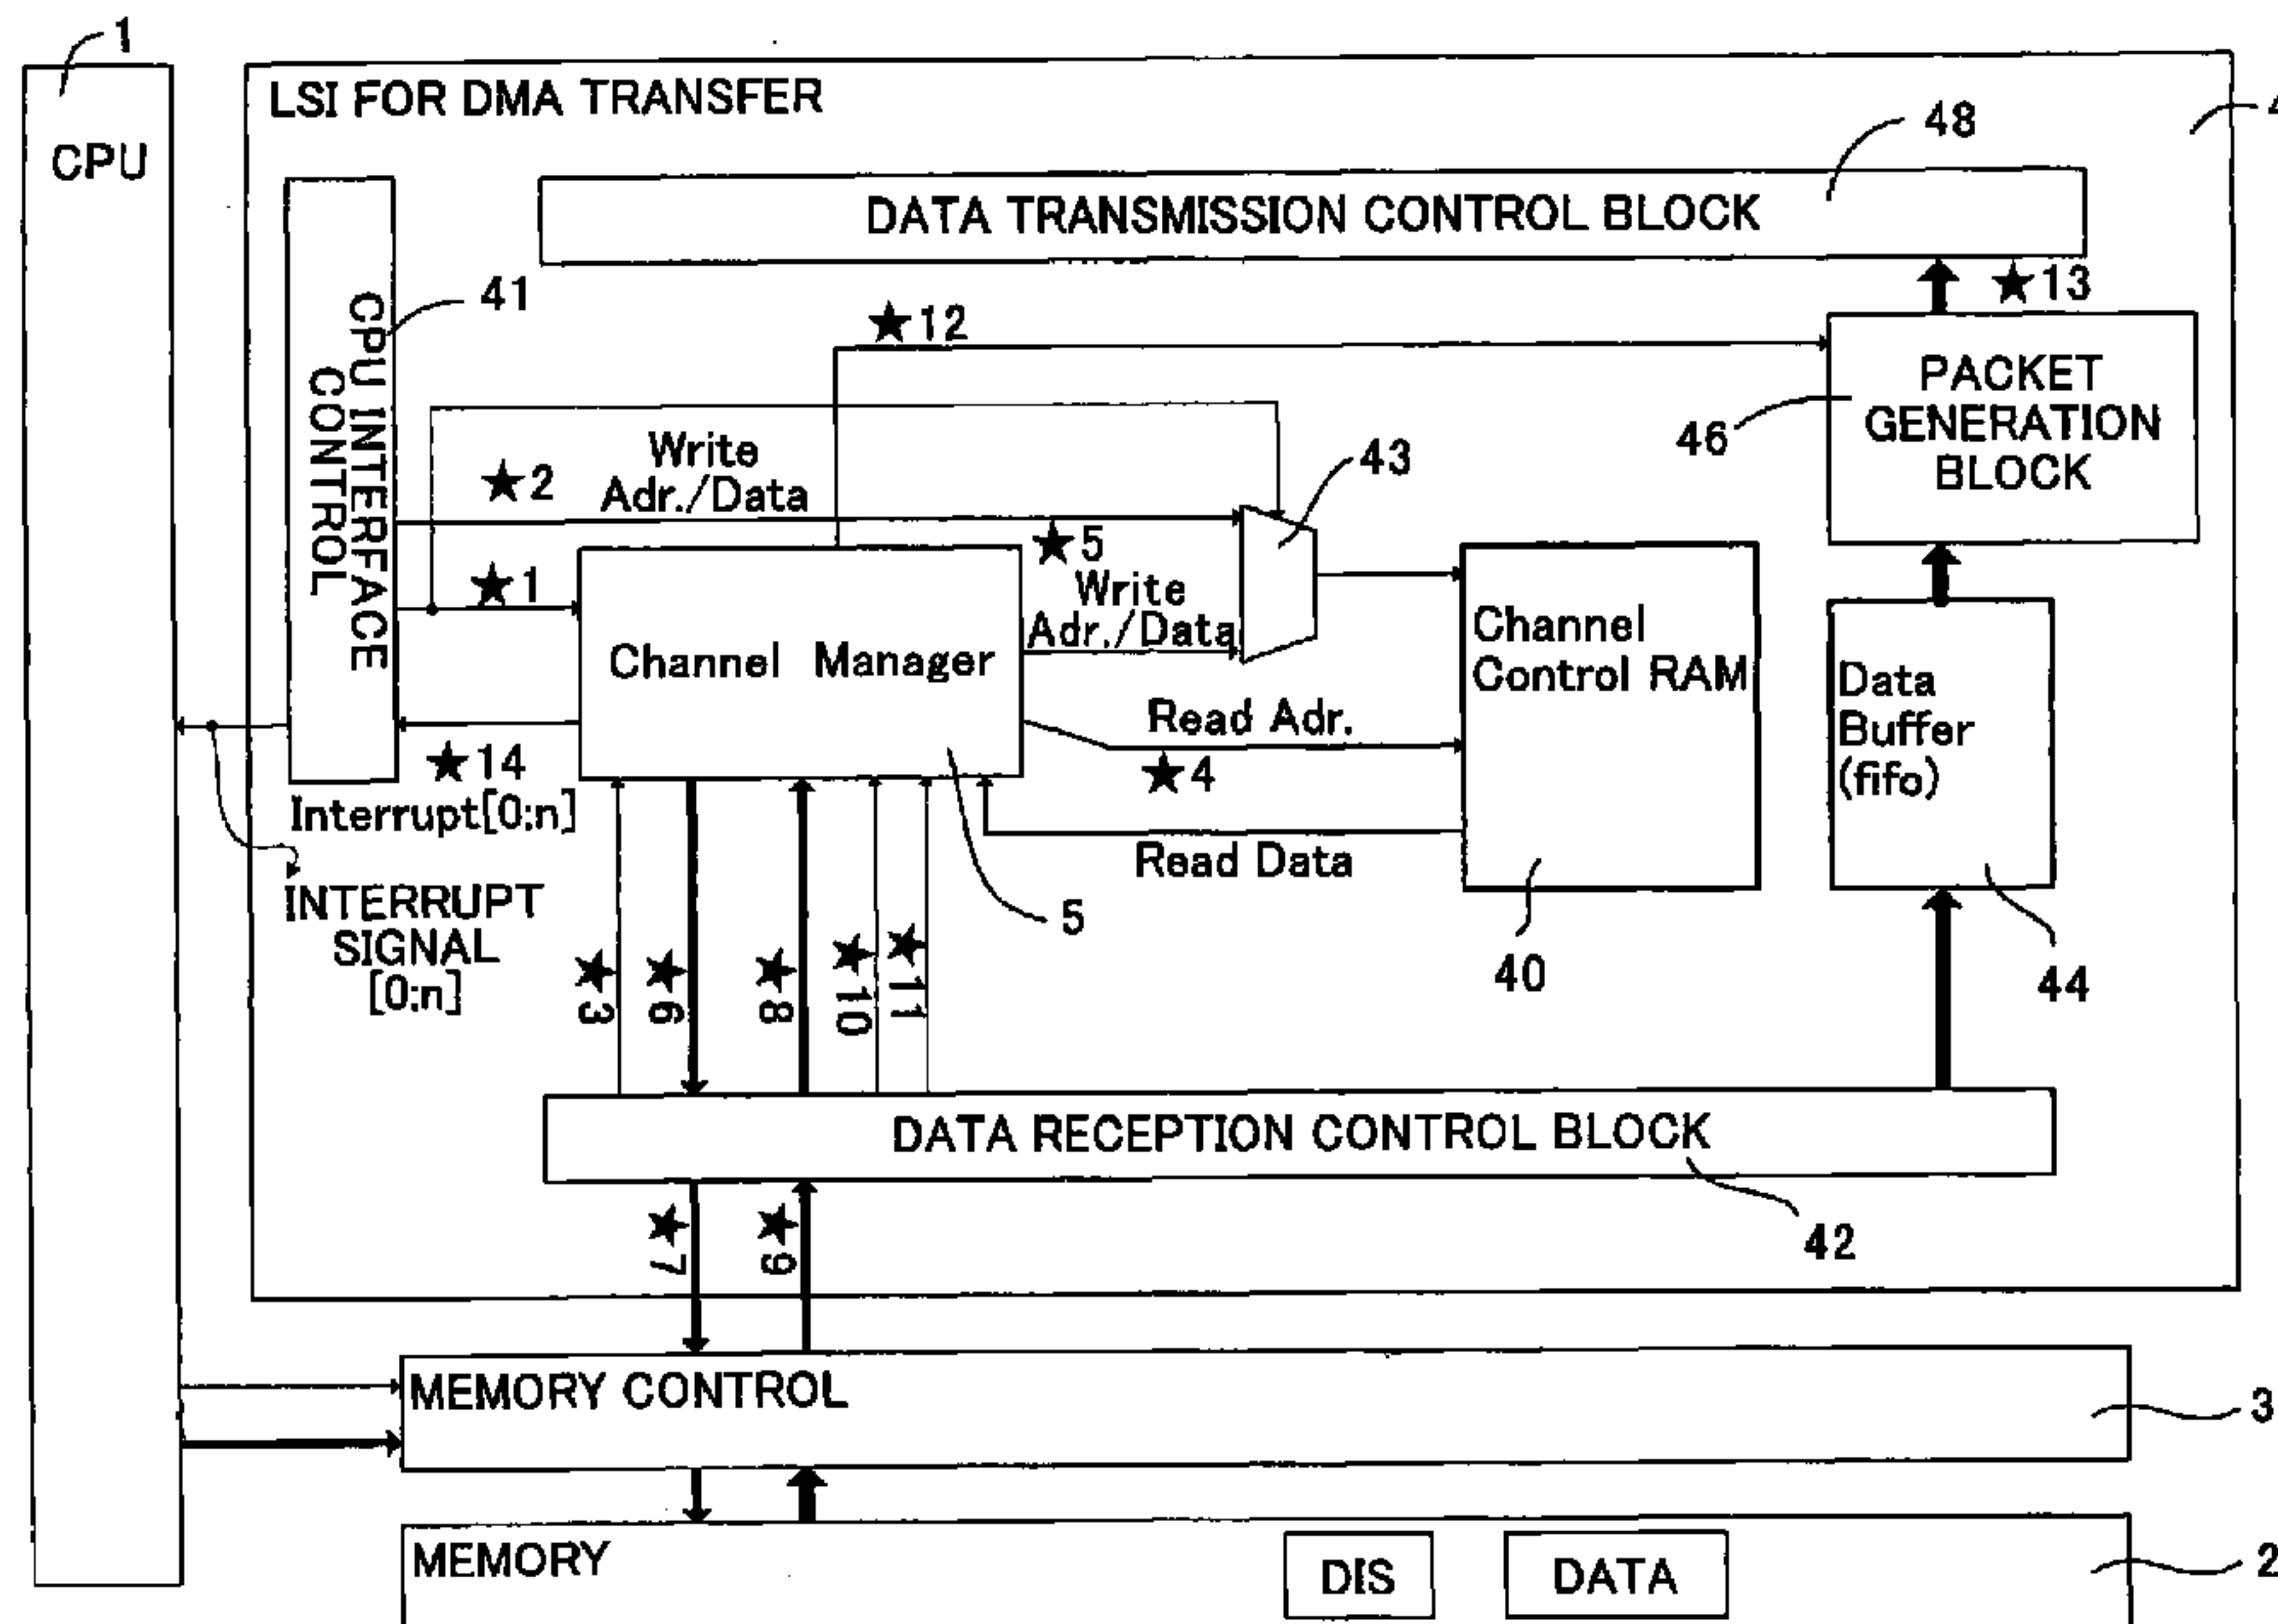 1
CPU
LSI FOR DMA TRANSFER
4
48
DATA TRANSMISSION CONTROL BLOCK
CPU INTERFACE
CONTROL
41
★12
★13
PACKET
GENERATION
BLOCK
46
43
Write
Adr./Data
★2
★5
Write
Adr./Data
★1
Channel Manager
Channel
Control RAM
Data
Buffer
(fifo)
Read Adr.
★4
★14
Interrupt[0:n]
Read Data
INTERRUPT
SIGNAL
[0:n]
5
40
44
★3
★6
★8
★10
★11
DATA RECEPTION CONTROL BLOCK
42
★7
★9
MEMORY CONTROL
3
MEMORY
DIS
DATA
2